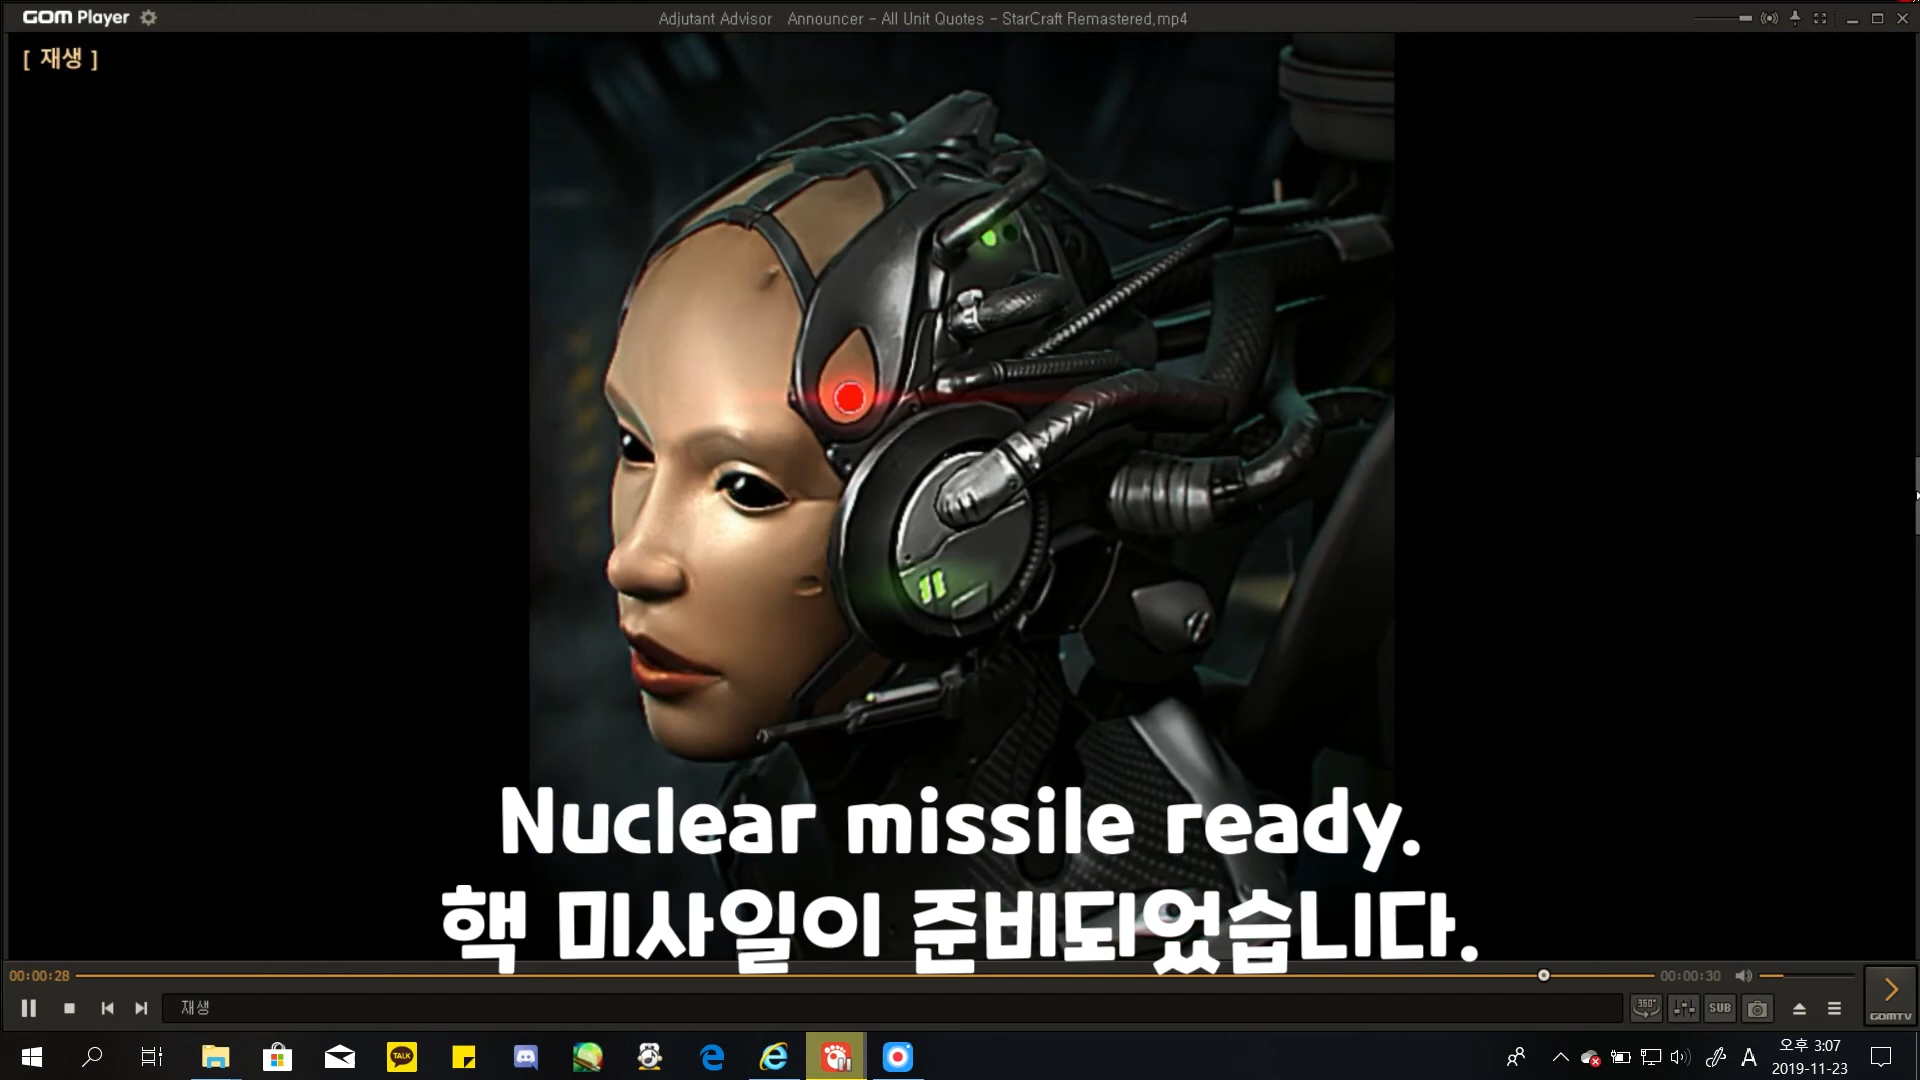 GOM Player
Adjutant Advisor Announcer - All Unit Quotes - StarCraft Remastered.mp4
[ 재생 ]
Nuclear missile ready.
핵 미사일이 준비되었습니다.
00:00:28
00:00:30
재생
360°
SUB
GOMTV
TALK
A
오후 3:07
2019-11-23